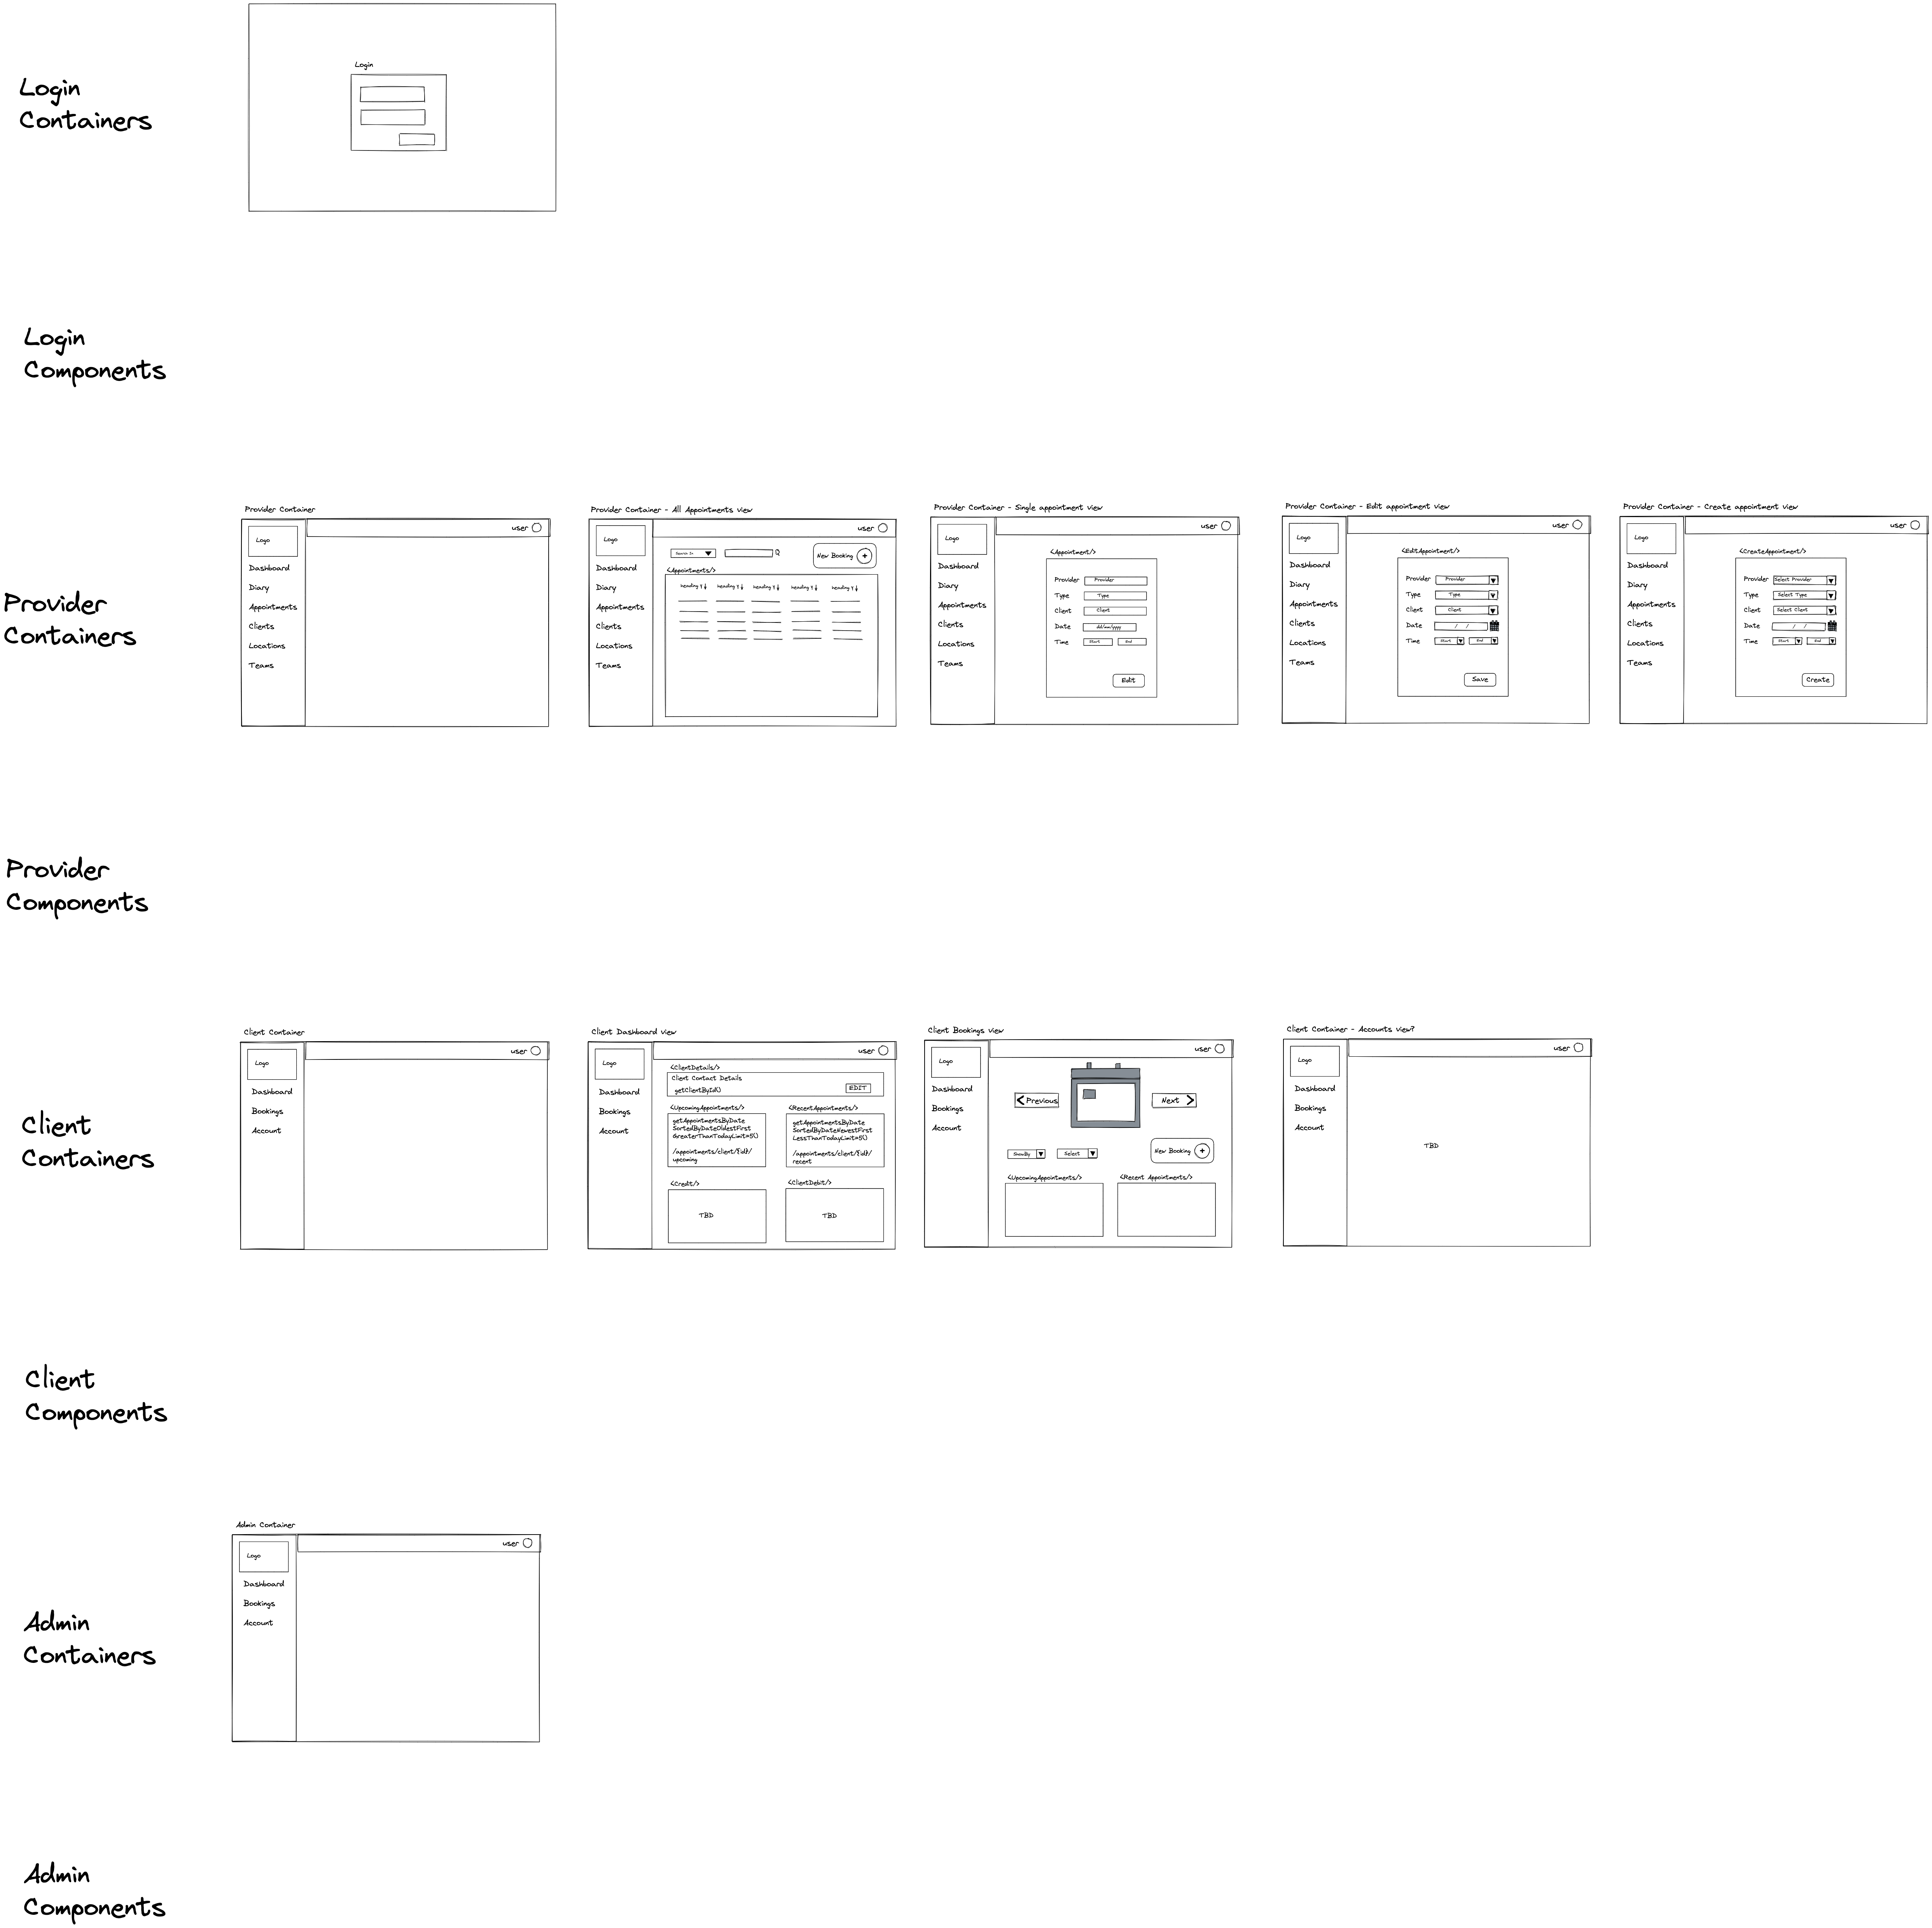 Login
Containers
Login
Login
Components
Provider
Containers
Provider Container
Logo
user
Dashboard
Diary
Appointments
Clients
Locations
Teams
Provider Container - All Appointments view
Logo
user
Dashboard
Diary
Appointments
Clients
Locations
Teams
Search In
New Booking +
<Appointments/>
heading heading heading heading heading
Provider Container - Single appointment view
Logo
user
Dashboard
Diary
Appointments
Clients
Locations
Teams
<Appointment/>
Provider Provider
Type Type
Client Client
Date dd/mm/yyyy
Time Start End
Edit
Provider Container - Edit appointment view
Logo
user
Dashboard
Diary
Appointments
Clients
Locations
Teams
<EditAppointment/>
Provider Provider
Type Type
Client Client
Date / /
Time Start End
Save
Provider Container - Create appointment view
Logo
user
Dashboard
Diary
Appointments
Clients
Locations
Teams
<CreateAppointment/>
Provider Select Provider
Type Select Type
Client Select Client
Date / /
Time Start End
Create
Provider
Components
Client
Containers
Client Container
Logo
user
Dashboard
Bookings
Account
Client Dashboard view
Logo
user
Dashboard
Bookings
Account
<ClientDetails/>
Client Contact Details
getClientById()
EDIT
<UpcomingAppointments/>
getAppointmentsByDate
SortedByDateOldestFirst
GreaterThanTodayLimit=5()
/appointments/client/{id}/
upcoming
<RecentAppointments/>
getAppointmentsByDate
SortedByDateNewestFirst
LessThanTodayLimit=5()
/appointments/client/{id}/
recent
<Credit/>
TBD
<ClientDebit/>
TBD
Client Bookings view
Logo
user
Dashboard
Bookings
Account
Previous
Next
ShowBy
Select
New Booking +
<UpcomingAppointments/>
<Recent Appointments/>
Client Container - Accounts view?
Logo
user
Dashboard
Bookings
Account
TBD
Client
Components
Admin
Containers
Admin Container
Logo
user
Dashboard
Bookings
Account
Admin
Components